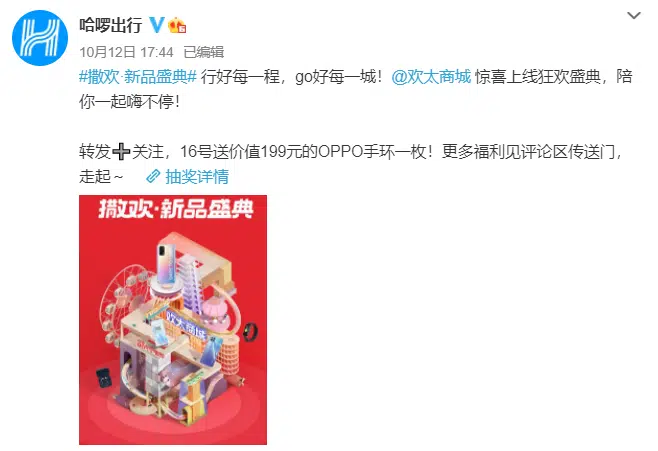 哈啰出行
10月12日 17:44 已编辑
#撒欢·新品盛典# 行好每一程，go好每一城！@欢太商城 惊喜上线狂欢盛典，陪
你一起嗨不停！
转发➕关注，16号送价值199元的OPPO手环一枚！更多福利见评论区传送门，
走起～ 抽奖详情
撒欢·新品盛典
欢太商城